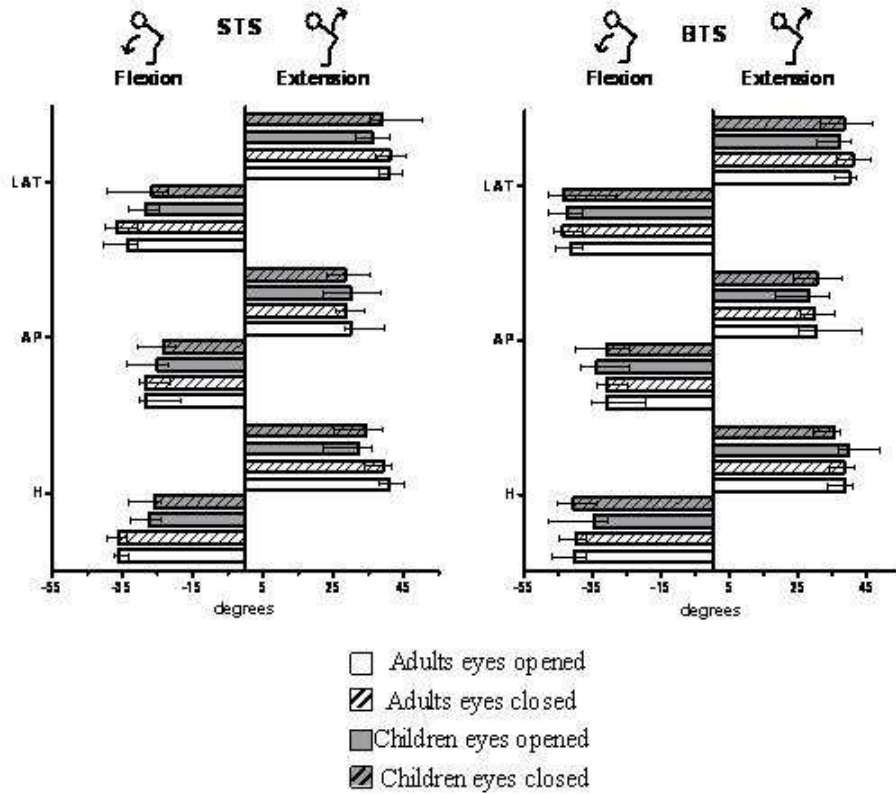 STS
Flexion Extension
LAT
AP
H
-55 -35 -15 5 25 45
degrees
BTS
Flexion Extension
LAT
AP
H
-55 -35 -15 5 25 45
degrees
Adults eyes opened
Adults eyes closed
Children eyes opened
Children eyes closed